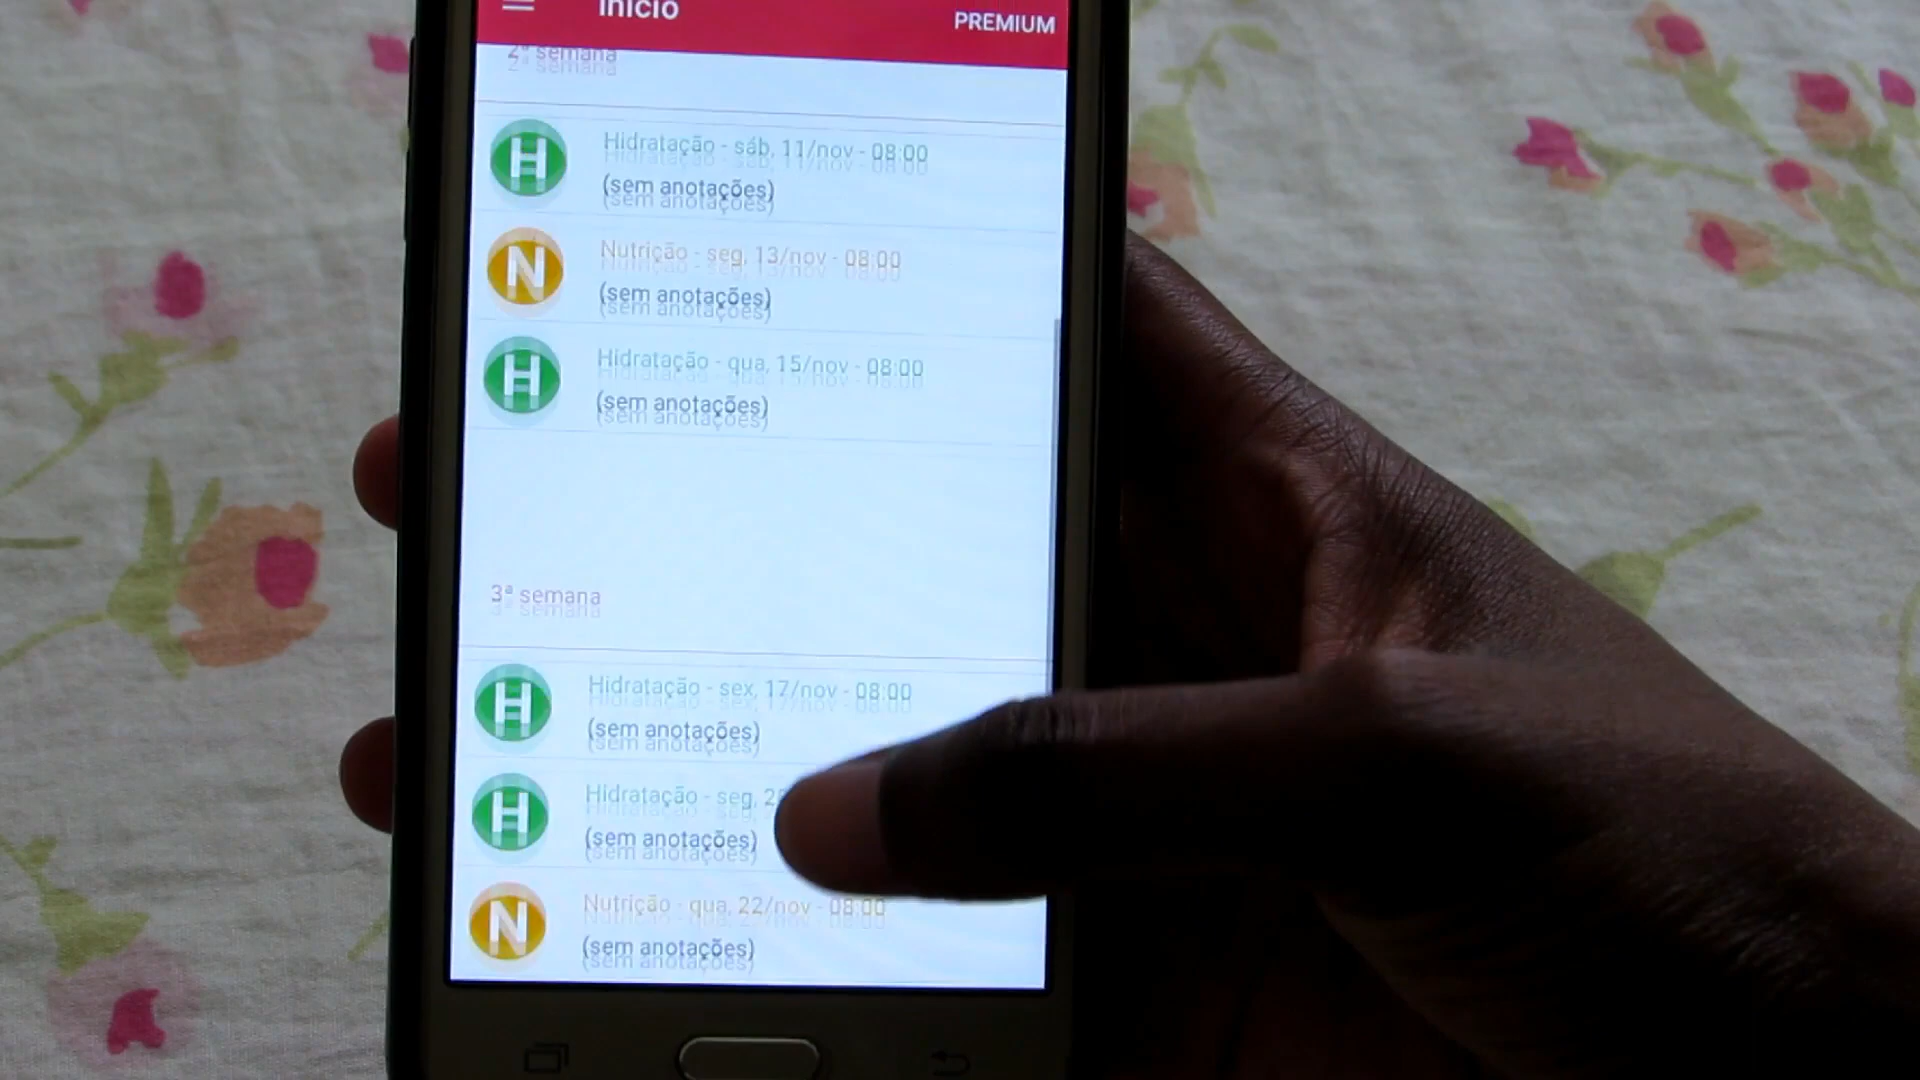 Início
PREMIUM
2ª semana
H
Hidratação - sáb, 11/nov - 08:00
(sem anotações)
N
Nutrição - seg, 13/nov - 08:00
(sem anotações)
H
Hidratação - qua, 15/nov - 08:00
(sem anotações)
3ª semana
H
Hidratação - sex, 17/nov - 08:00
(sem anotações)
H
Hidratação - seg,
(sem anotações)
N
Nutrição - qua, 22/nov - 08:00
(sem anotações)